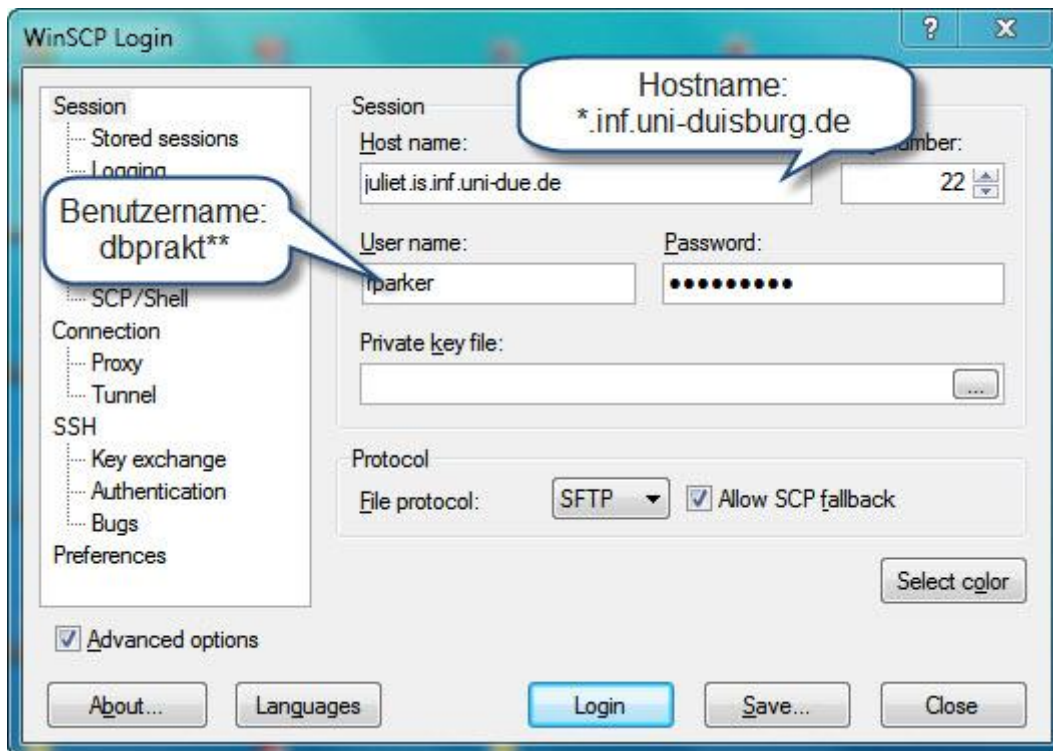 WinSCP Login
Session
Stored sessions
Logging
SCP/Shell
Connection
Proxy
Tunnel
SSH
Key exchange
Authentication
Bugs
Preferences
Advanced options
Session
Hostname:
*.inf.uni-duisburg.de
Host name:
juliet.is.inf.uni-due.de
22
Benutzername:
dbprakt**
User name:
Password:
•••••••••
Private key file:
...
Protocol
File protocol:
SFTP
Allow SCP fallback
Select color
About...
Languages
Login
Save...
Close